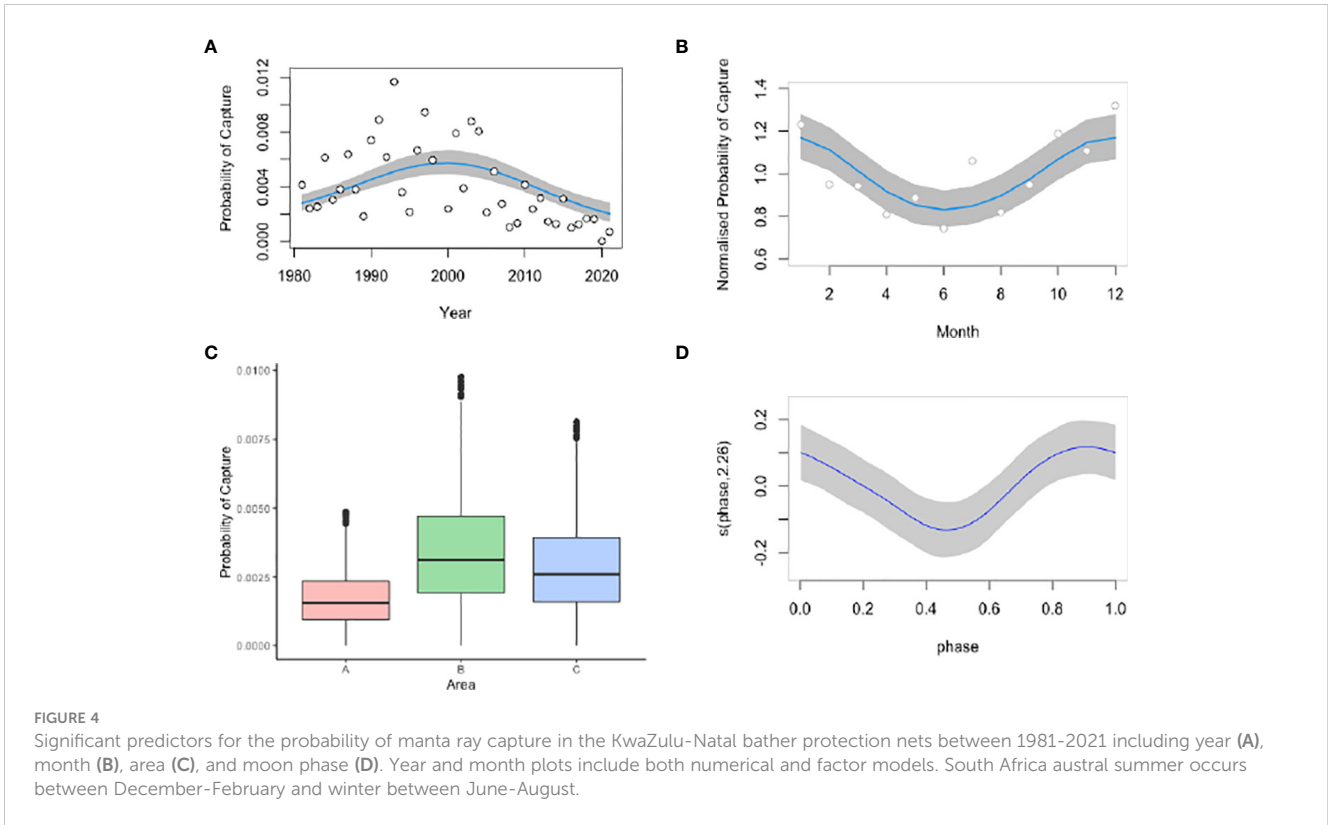 A
Probability of Capture
0.012
0.008
0.004
0.000
1980 1990 2000 2010 2020
Year
B
Normalised Probability of Capture
1.4
1.2
1.0
0.8
0.6
2 4 6 8 10 12
Month
C
Probability of Capture
0.0100
0.0075
0.0050
0.0025
0.0000
A B C
Area
D
s(phase,2.26)
0.2
0.0
-0.2
0.0 0.2 0.4 0.6 0.8 1.0
phase
FIGURE 4
Significant predictors for the probability of manta ray capture in the KwaZulu-Natal bather protection nets between 1981-2021 including year (A),
month (B), area (C), and moon phase (D). Year and month plots include both numerical and factor models. South Africa austral summer occurs
between December-February and winter between June-August.